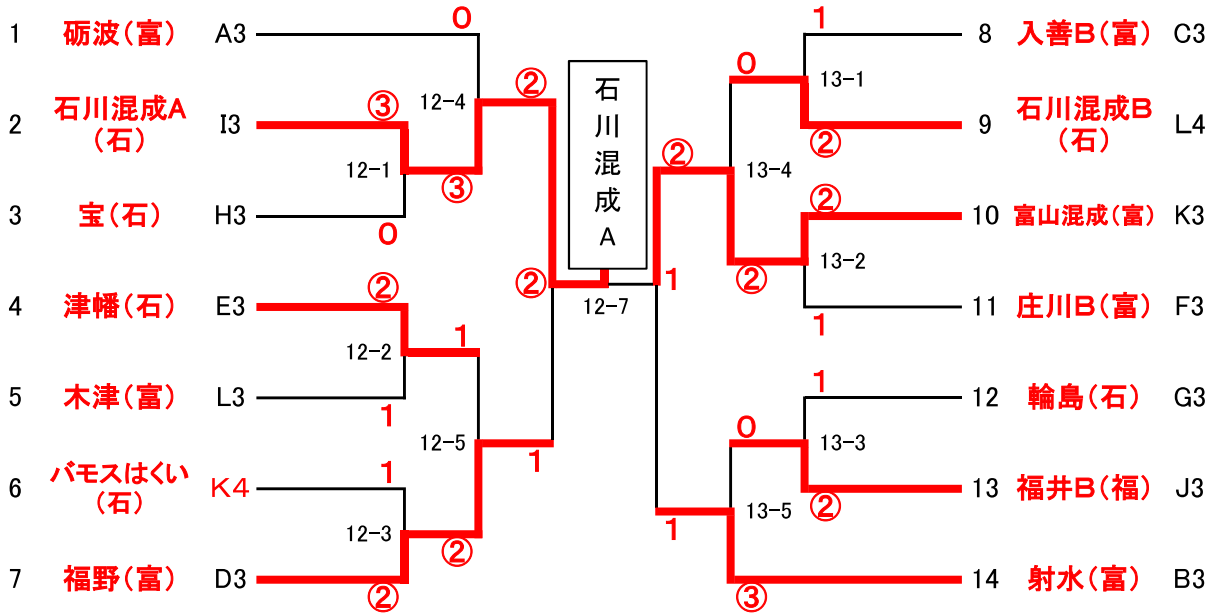 1 砺波(富) A3
2 石川混成A
(石) I3
3 宝(石) H3
4 津幡(石) E3
5 木津(富) L3
6 バモスはくい
(石) K4
7 福野(富) D3
0
③
0
②
1
1
②
12-1
12-2
12-3
12-4
③
1
②
12-5
②
1
②
石
川
混
成
A
12-7
1
②
1
13-4
0
②
13-5
0
③
13-1
13-2
13-3
1
②
②
1
1
②
8 入善B(富) C3
9 石川混成B
(石) L4
10 富山混成(富) K3
11 庄川B(富) F3
12 輪島(石) G3
13 福井B(福) J3
14 射水(富) B3